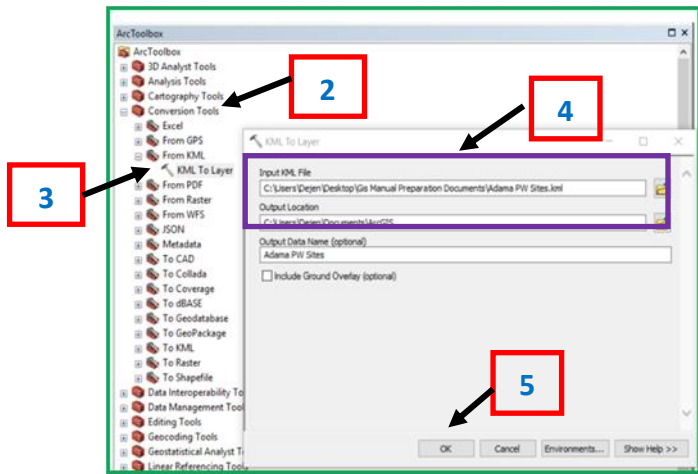 ArcToolbox
ArcToolbox
3D Analyst Tools
Analysis Tools
Cartography Tools
Conversion Tools
Excel
From GPS
From KML
KML To Layer
From PDF
From Raster
From WFS
JSON
Metadata
To CAD
To Collada
To Coverage
To dBASE
To Geodatabase
To GeoPackage
To KML
To Raster
To Shapefile
Data Interoperability To
Data Management Tool
Editing Tools
Geocoding Tools
Geostatistical Analyst T
Linear Referencing Tools
2
3
4
KML To Layer
Input KML File
C:\Users\Dejen\Desktop\Gis Manual Preparation Documents\Adama PW Sites.kml
Output Location
C:\Users\Dejen\Documents\ArcGIS
Output Data Name (optional)
Adama PW Sites
Include Ground Overlay (optional)
5
OK Cancel Environments... Show Help >>